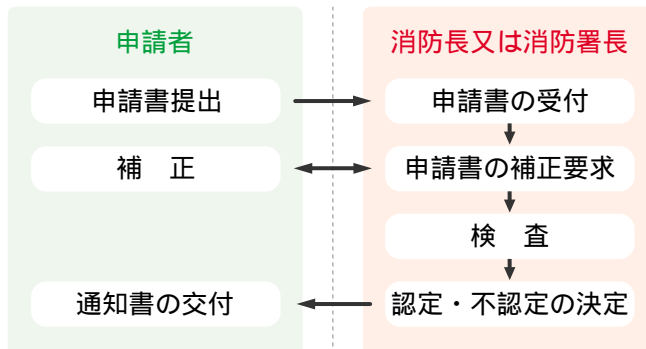 申請者
消防長又は消防署長
申請書提出
申請書の受付
補　正
申請書の補正要求
検　査
通知書の交付
認定・不認定の決定